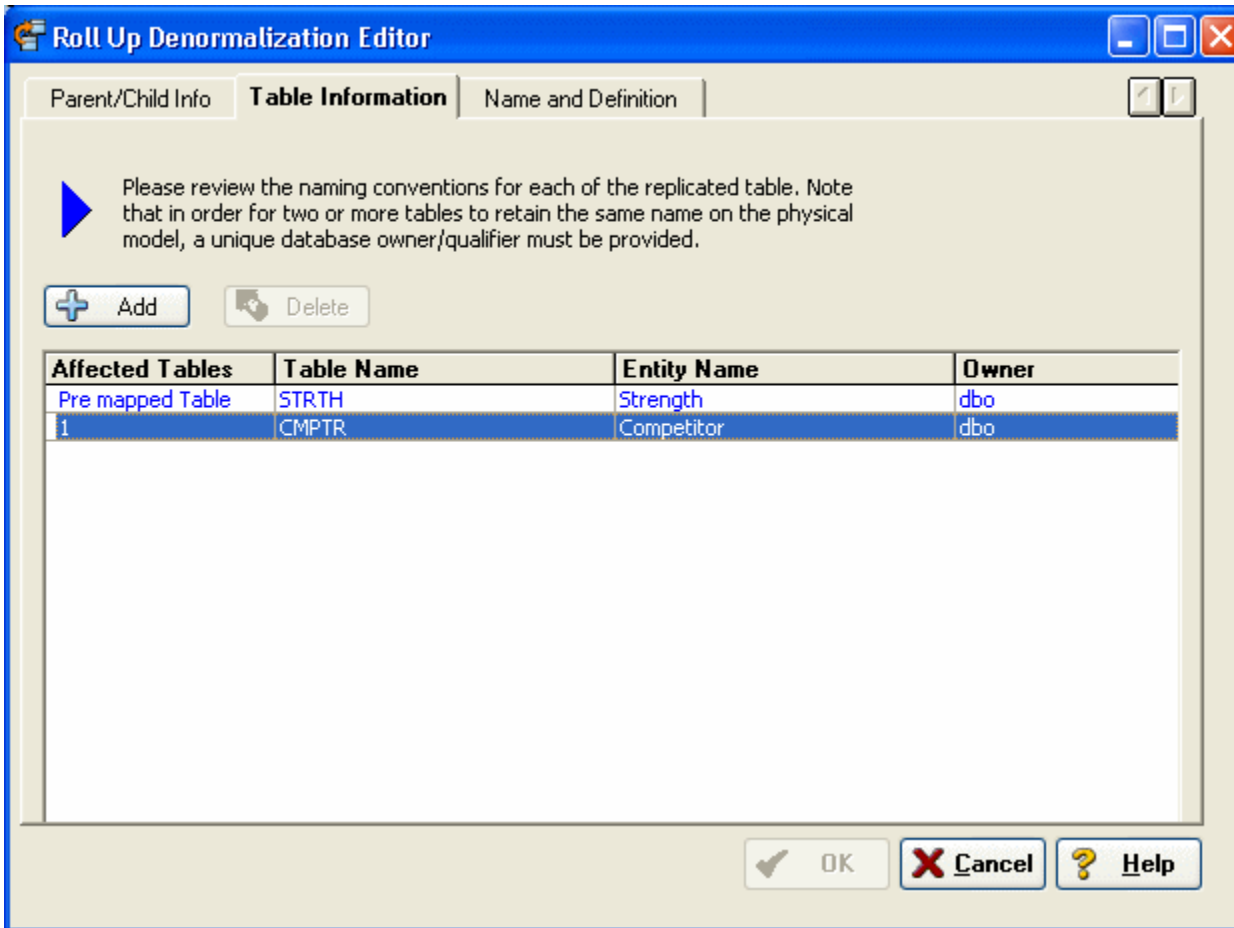 Roll Up Denormalization Editor
Parent/Child Info Table Information Name and Definition
Please review the naming conventions for each of the replicated table. Note
that in order for two or more tables to retain the same name on the physical
model, a unique database owner/qualifier must be provided.
Add Delete
Affected Tables Table Name Entity Name Owner
Pre mapped Table STRTH Strength dbo
1 CMPTR Competitor dbo
OK Cancel Help